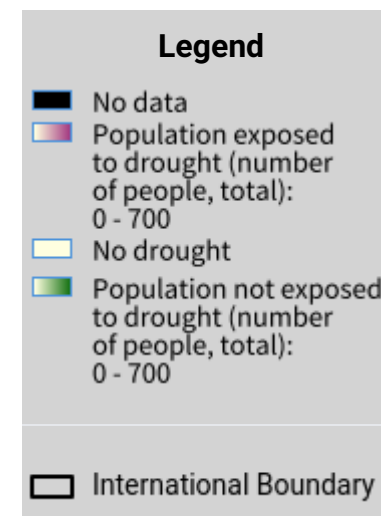 Legend
No data
Population exposed
to drought (number
of people, total):
0 - 700
No drought
Population not exposed
to drought (number
of people, total):
0 - 700
International Boundary